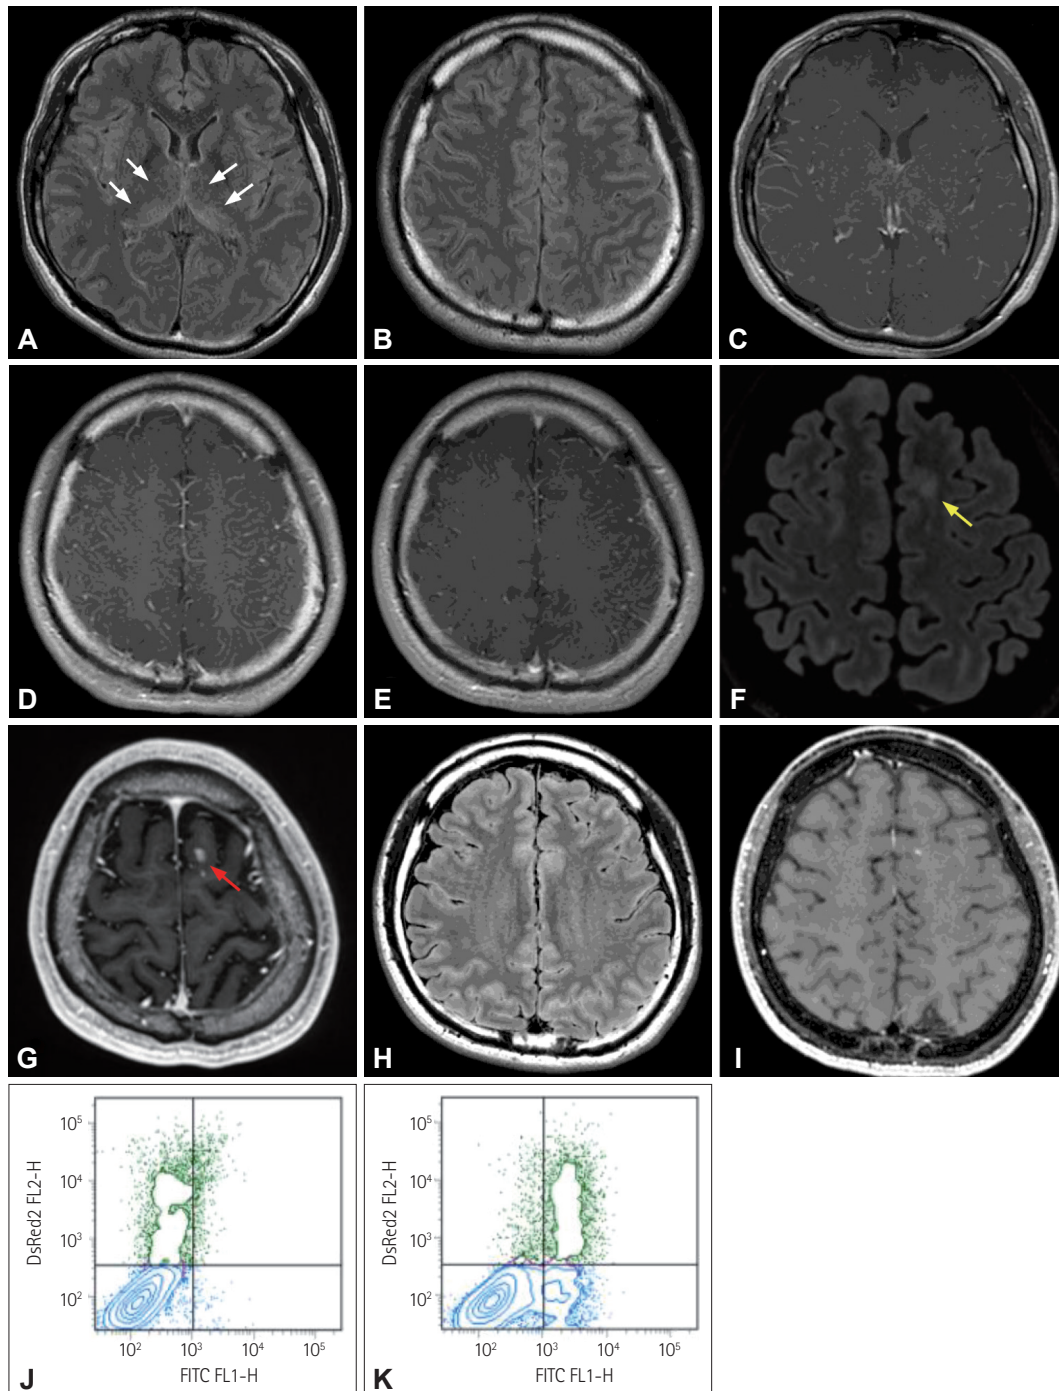 A
B
C
D
E
F
G
H
I
DsRed2 FL2-H
10⁵
10⁴
10³
10²
10² 10³ 10⁴ 10⁵
FITC FL1-H
J
DsRed2 FL2-H
10⁵
10⁴
10³
10²
10² 10³ 10⁴ 10⁵
FITC FL1-H
K